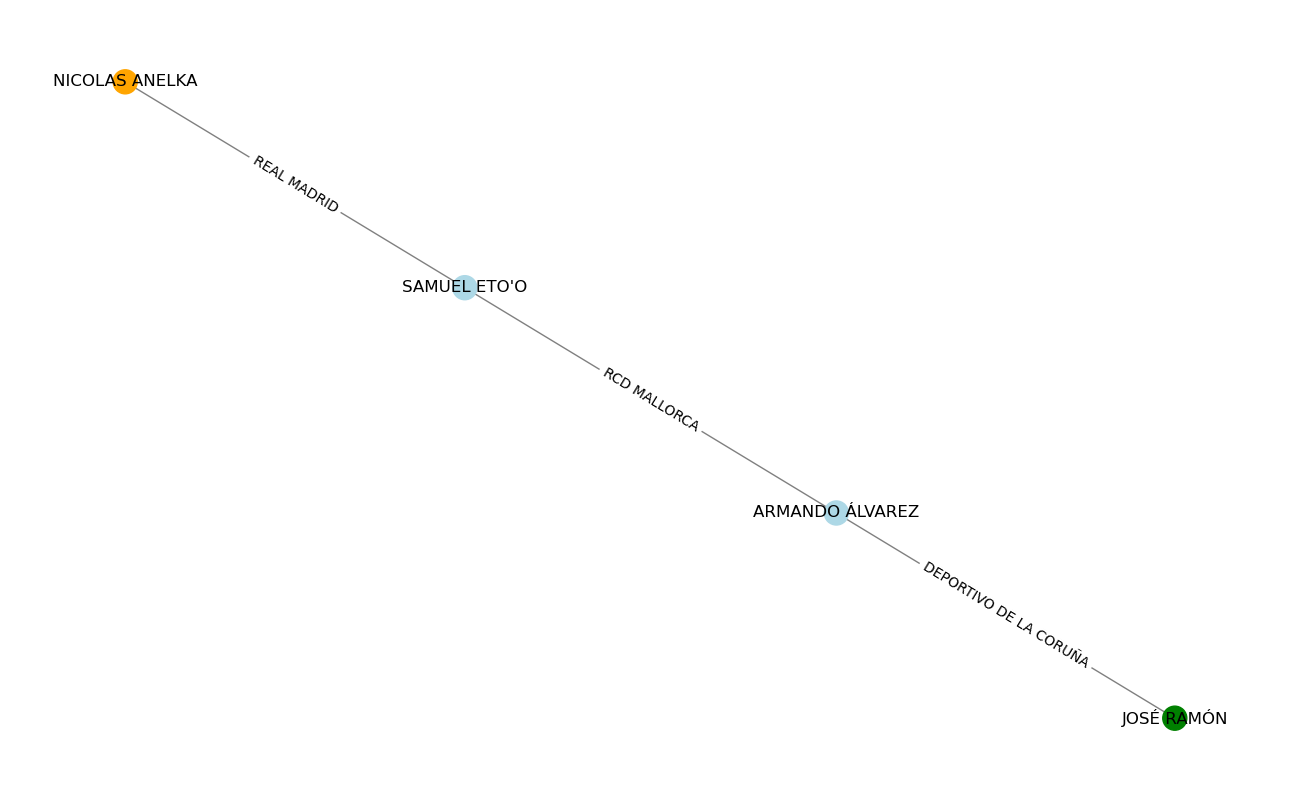 NICOLAS ANELKA
REAL MADRID
SAMUEL ETO'O
RCD MALLORCA
ARMANDO ÁLVAREZ
DEPORTIVO DE LA CORUÑA
JOSÉ RAMÓN